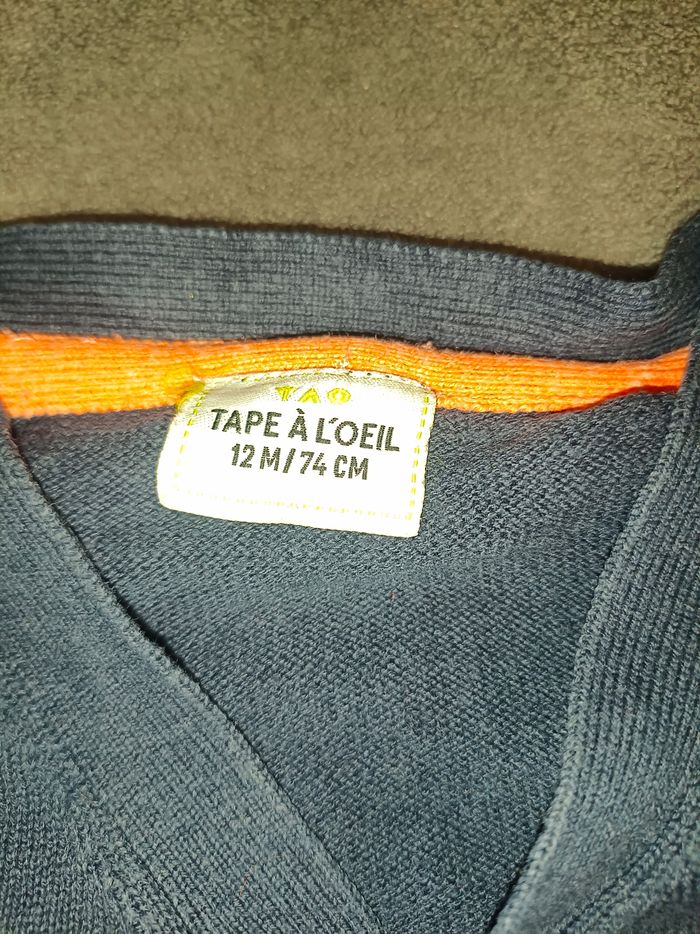 TAO
TAPE À L'OEIL
12 M/74 CM